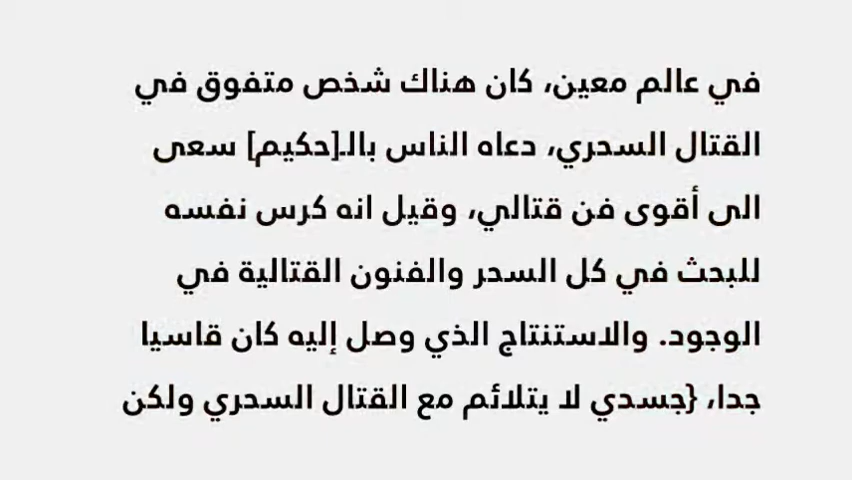 في عالم معين، كان هناك شخص متفوق في
القتال السحري، دعاه الناس بالـ[حكيم] سعى
الى أقوى فن قتالي، وقيل انه كرس نفسه
للبحث في كل السحر والفنون القتالية في
الوجود. والاستنتاج الذي وصل إليه كان قاسيا
جدا، {جسدي لا يتلائم مع القتال السحري ولكن